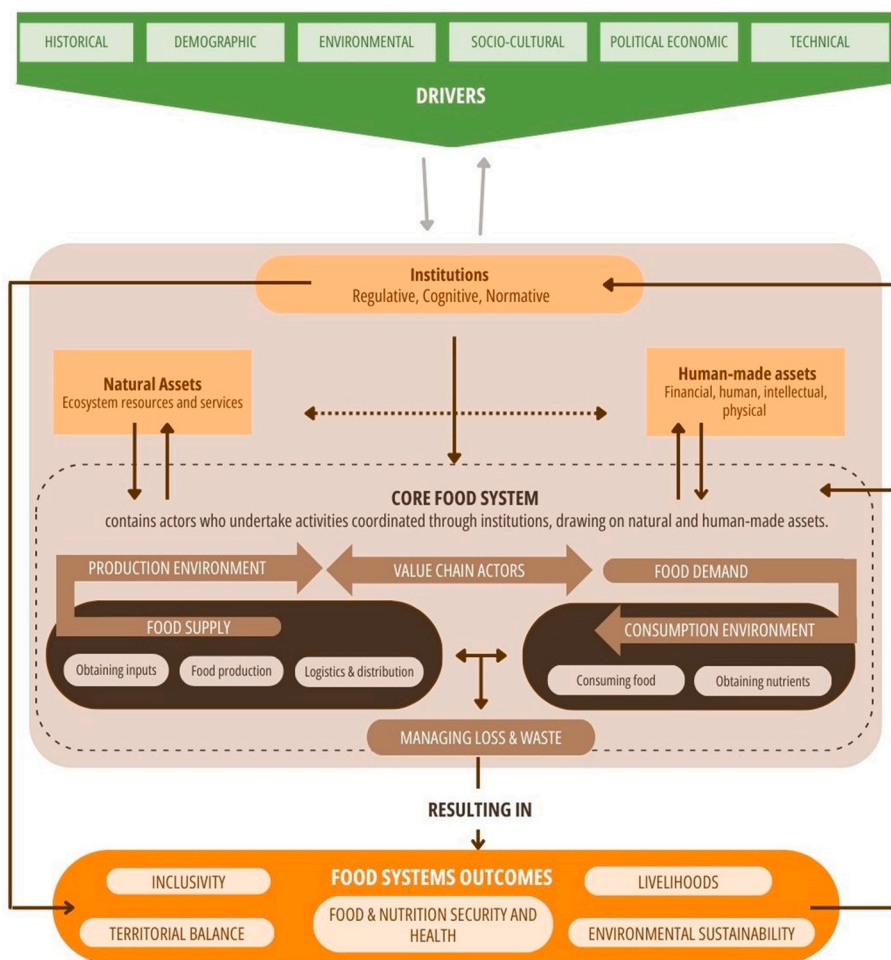 HISTORICAL
DEMOGRAPHIC
ENVIRONMENTAL
SOCIO-CULTURAL
POLITICAL ECONOMIC
TECHNICAL
DRIVERS
Institutions
Regulative, Cognitive, Normative
Natural Assets
Ecosystem resources and services
Human-made assets
Financial, human, intellectual,
physical
CORE FOOD SYSTEM
contains actors who undertake activities coordinated through institutions, drawing on natural and human-made assets.
PRODUCTION ENVIRONMENT
VALUE CHAIN ACTORS
FOOD DEMAND
FOOD SUPPLY
CONSUMPTION ENVIRONMENT
Obtaining inputs
Food production
Logistics & distribution
Consuming food
Obtaining nutrients
MANAGING LOSS & WASTE
RESULTING IN
FOOD SYSTEMS OUTCOMES
INCLUSIVITY
LIVELIHOODS
FOOD & NUTRITION SECURITY AND
HEALTH
TERRITORIAL BALANCE
ENVIRONMENTAL SUSTAINABILITY